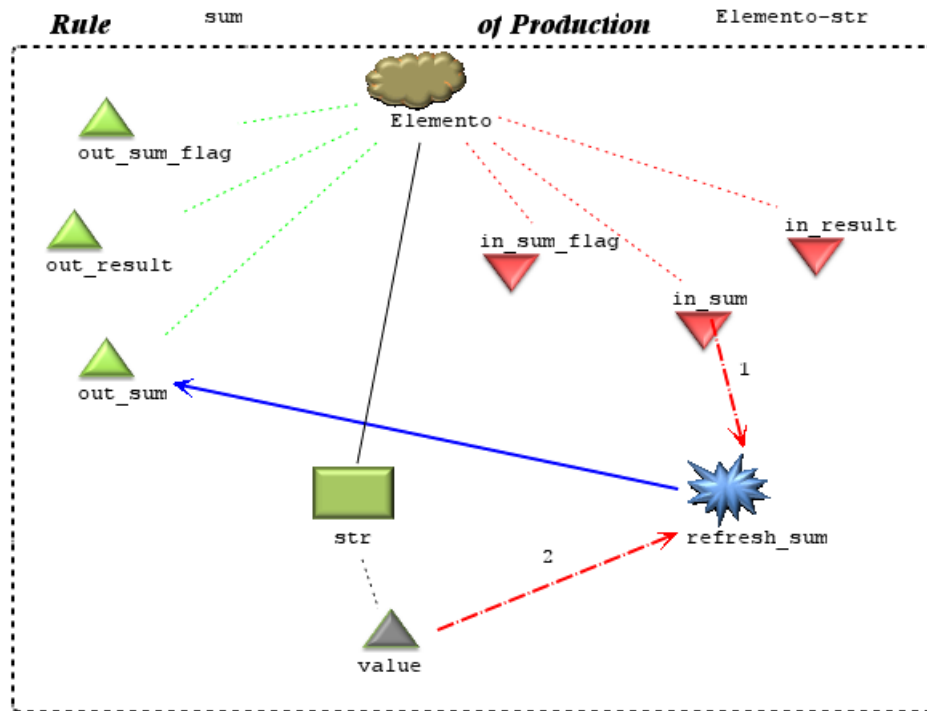 Rule sum of Production Elemento-str
Elemento
out_sum_flag
in_result
in_sum_flag
out_result
in_sum
1
out_sum
str
refresh_sum
2
value